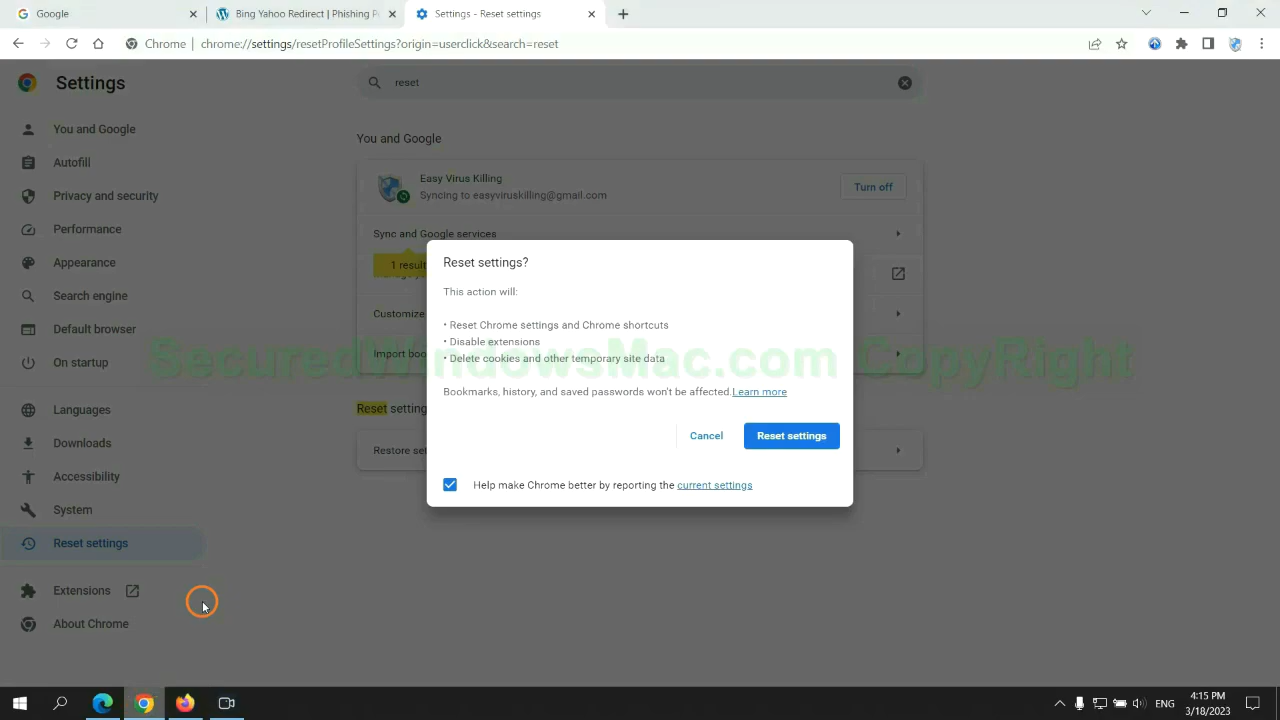 Google
Bing Yahoo Redirect | Phishing P
Settings - Reset settings
Chrome | chrome://settings/resetProfileSettings?origin=userclick&search=reset
Settings
reset
You and Google
Autofill
Privacy and security
Performance
Appearance
Search engine
Default browser
On startup
Languages
Downloads
Accessibility
System
Reset settings
Extensions
About Chrome
You and Google
Easy Virus Killing
Syncing to easyviruskilling@gmail.com
Turn off
Sync and Google services
1 result
Customize
Import boo
Reset setting
Restore set
Reset settings?
This action will:
• Reset Chrome settings and Chrome shortcuts
• Disable extensions
• Delete cookies and other temporary site data
Bookmarks, history, and saved passwords won't be affected.Learn more
Cancel
Reset settings
Help make Chrome better by reporting the current settings
SecuredWindowsMac.com CopyRight
ENG
4:15 PM
3/18/2023